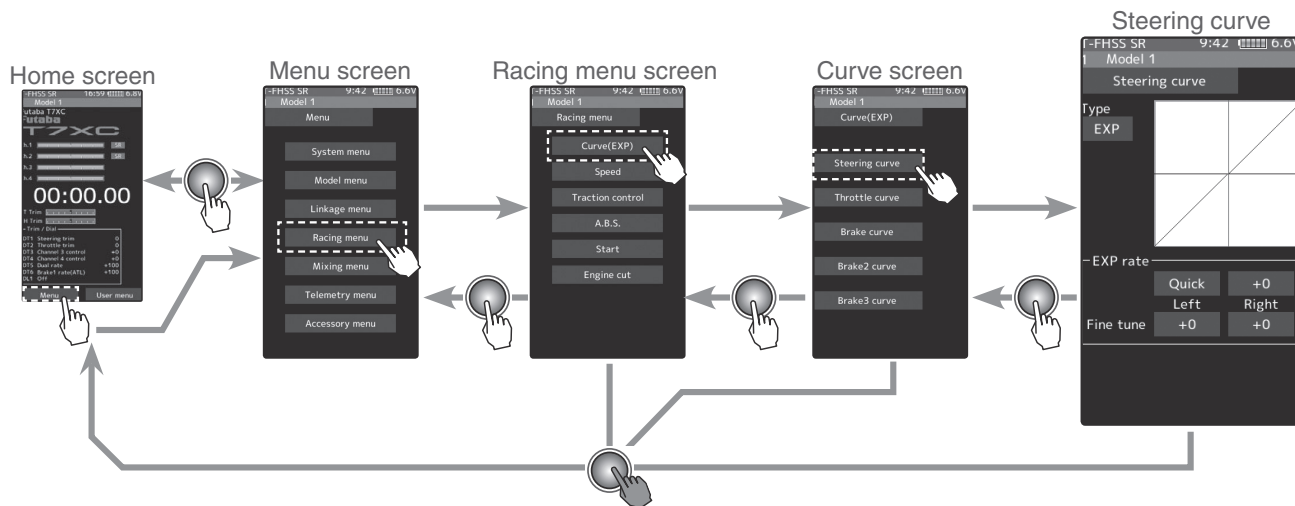 Home screen
T-FHSS SR 16:59 6.8V
Model 1
Futaba T7XC
Futaba
T7XC
h.1 SR
h.2 SR
h.3
h.4
00:00.00
T Trim
H Trim
Trim / Dial
DT1 Steering trim 0
DT2 Throttle trim 0
DT3 Channel 3 control +0
DT4 Channel 4 control +0
DT5 Dual rate +100
DT6 Brake1 rate(ATL) +100
DL1 Off
Menu User menu
Menu screen
-FHSS SR 9:42 6.6V
Model 1
Menu
System menu
Model menu
Linkage menu
Racing menu
Mixing menu
Telemetry menu
Accessory menu
Racing menu screen
-FHSS SR 9:42 6.6V
Model 1
Racing menu
Curve(EXP)
Speed
Traction control
A.B.S.
Start
Engine cut
Curve screen
-FHSS SR 9:42 6.6V
Model 1
Curve(EXP)
Steering curve
Throttle curve
Brake curve
Brake2 curve
Brake3 curve
Steering curve
T-FHSS SR 9:42 6.6V
Model 1
Steering curve
Type
EXP
EXP rate
Quick +0
Left Right
Fine tune +0 +0